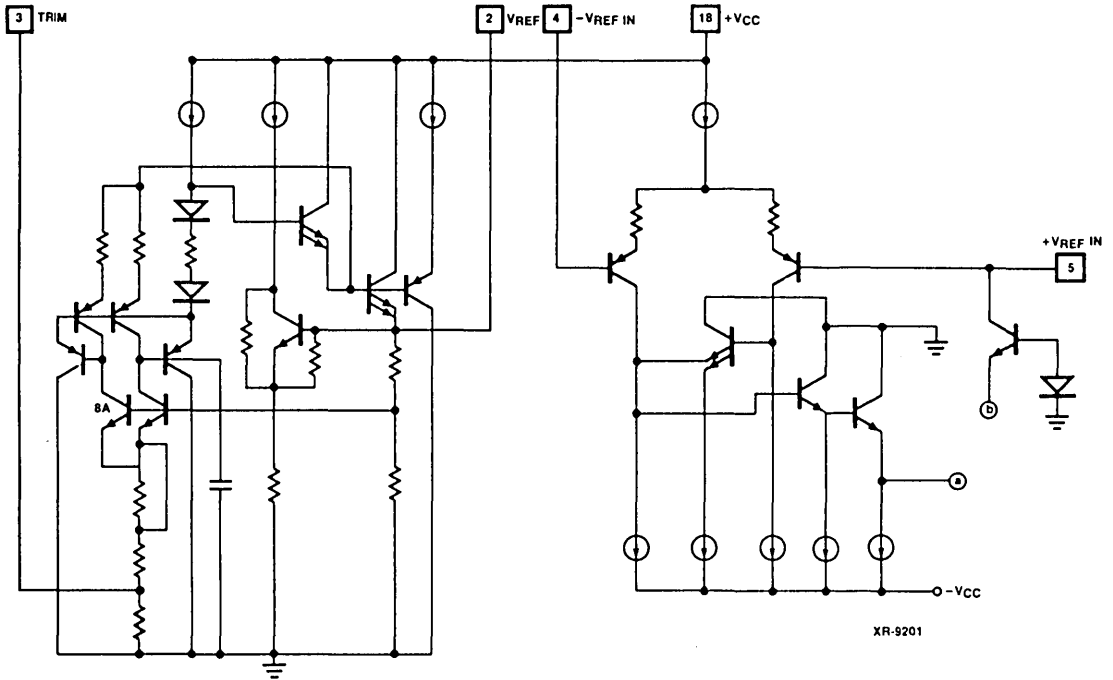 3 TRIM
2 VREF
4 -VREF IN
18 +VCC
+VREF IN
5
8A
b
a
-VCC
XR-9201